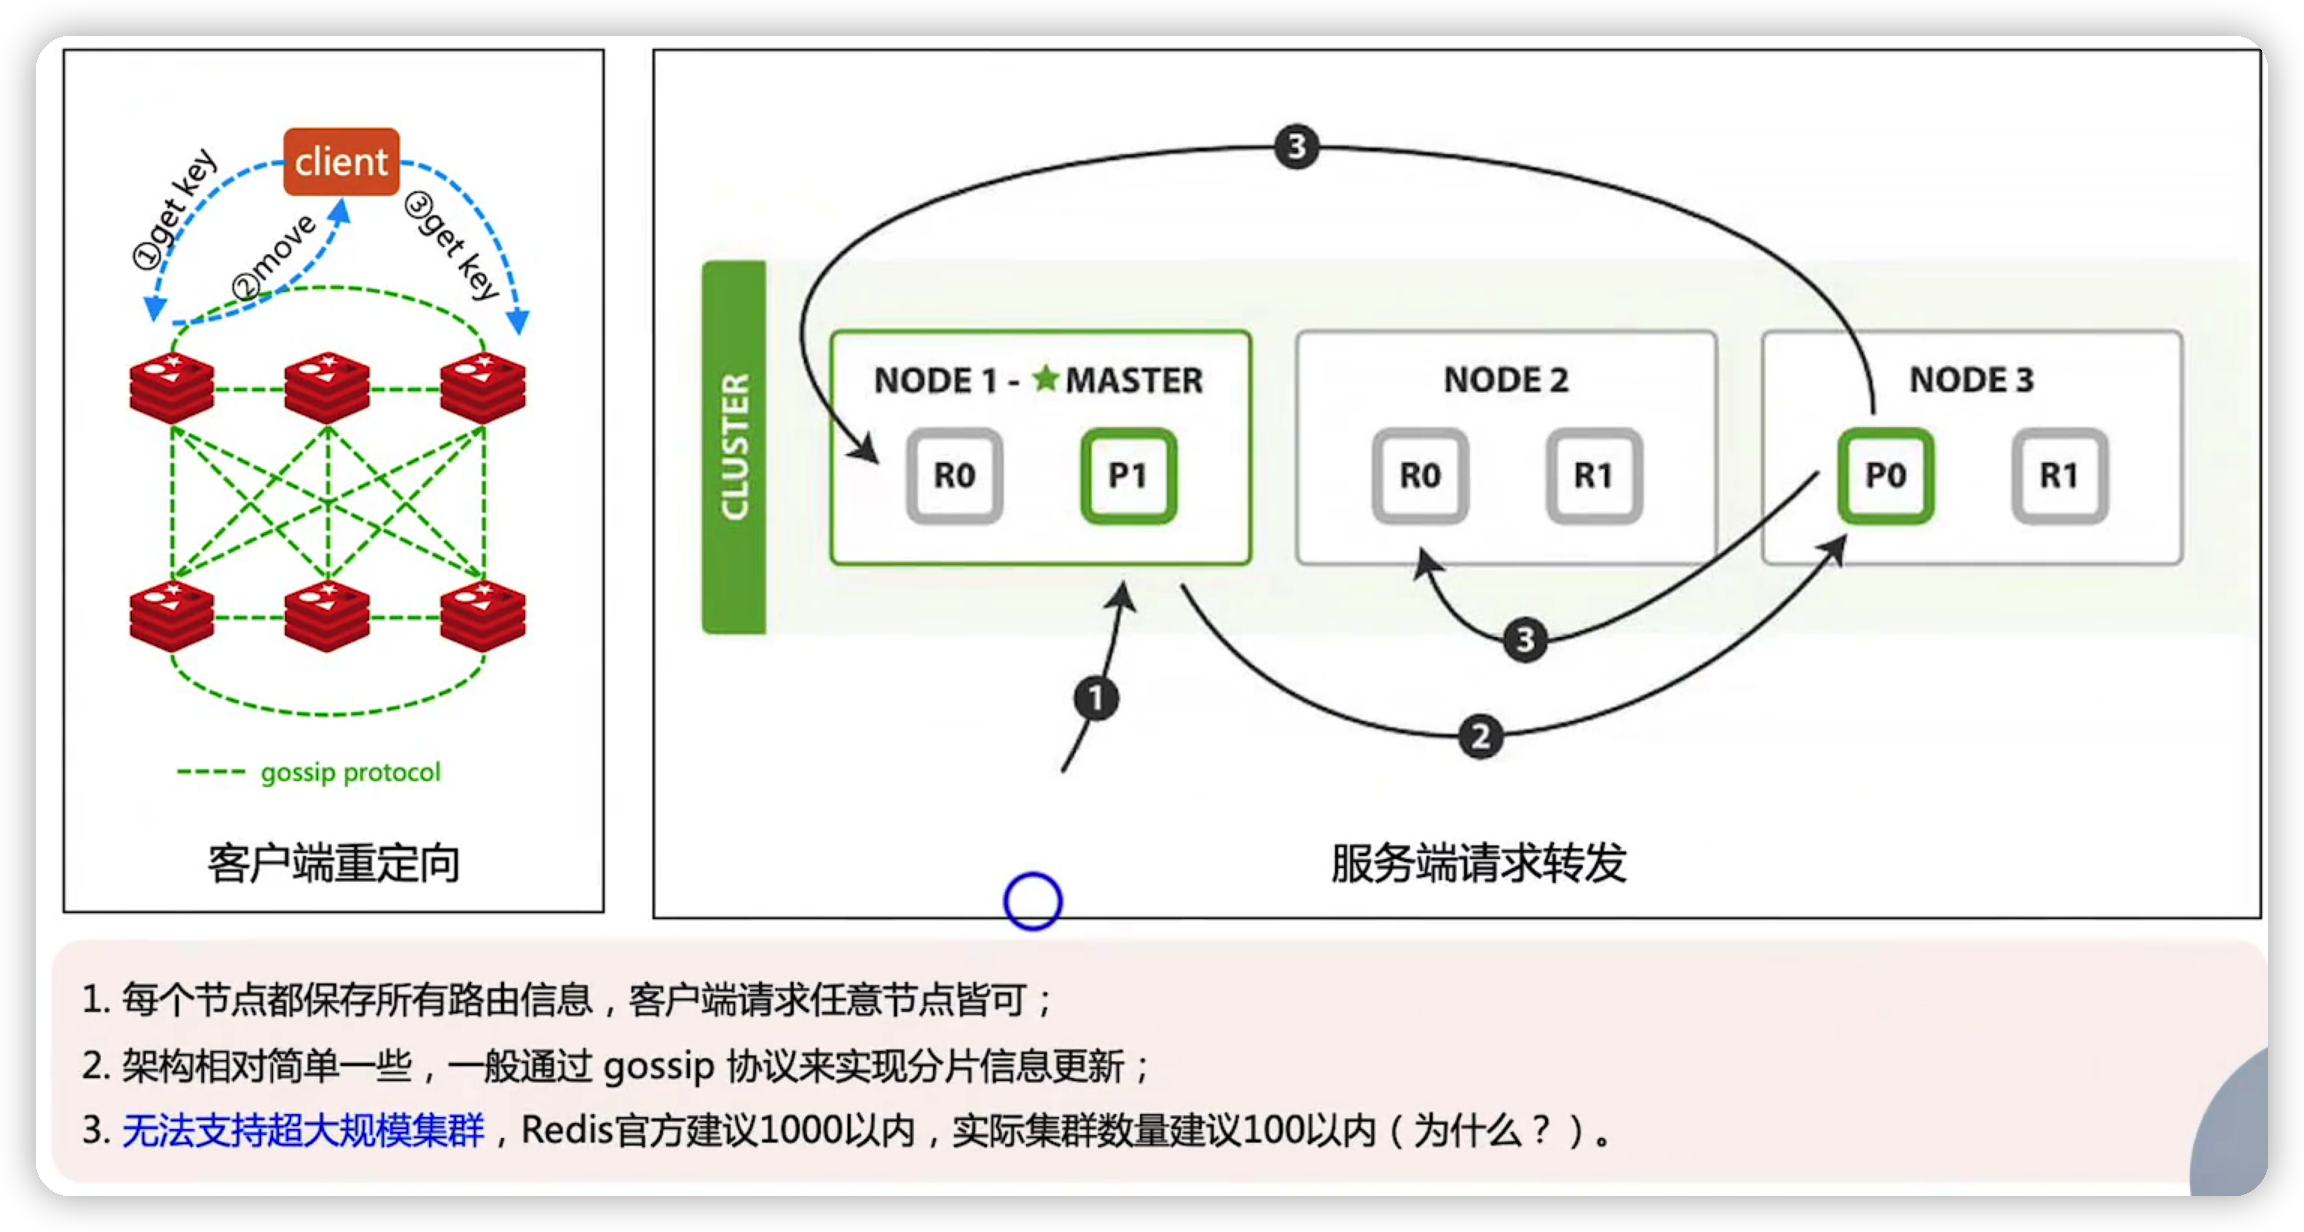 client
①get key
②move
③get key
gossip protocol
客户端重定向
3
CLUSTER
NODE 1 - ★MASTER
R0
P1
NODE 2
R0
R1
NODE 3
P0
R1
3
1
2
服务端请求转发
1. 每个节点都保存所有路由信息，客户端请求任意节点皆可；
2. 架构相对简单一些，一般通过 gossip 协议来实现分片信息更新；
3. 无法支持超大规模集群，Redis官方建议1000以内，实际集群数量建议100以内（为什么？）。